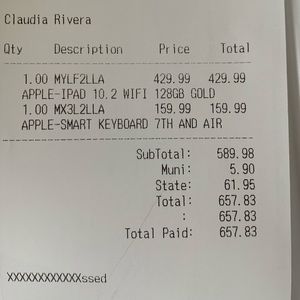 Claudia Rivera
Qty Description Price Total
1.00 MYLF2LLA 429.99 429.99
APPLE-IPAD 10.2 WIFI 128GB GOLD
1.00 MX3L2LLA 159.99 159.99
APPLE-SMART KEYBOARD 7TH AND AIR
SubTotal: 589.98
Muni: 5.90
State: 61.95
Total: 657.83
: 657.83
Total Paid: 657.83
XXXXXXXXXXXXssed